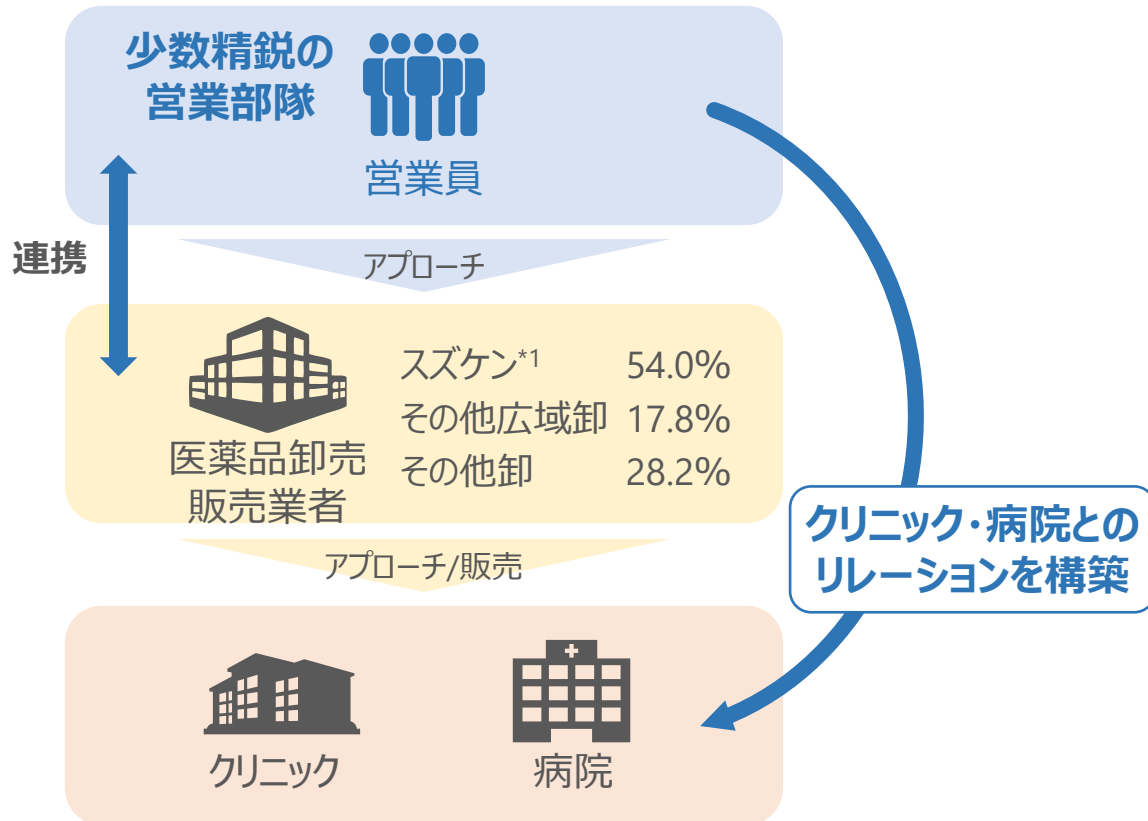 少数精鋭の
営業部隊
営業員
連携
アプローチ
スズケン*1 54.0%
その他広域卸 17.8%
その他卸 28.2%
医薬品卸売
販売業者
クリニック・病院との
リレーションを構築
アプローチ/販売
クリニック
病院